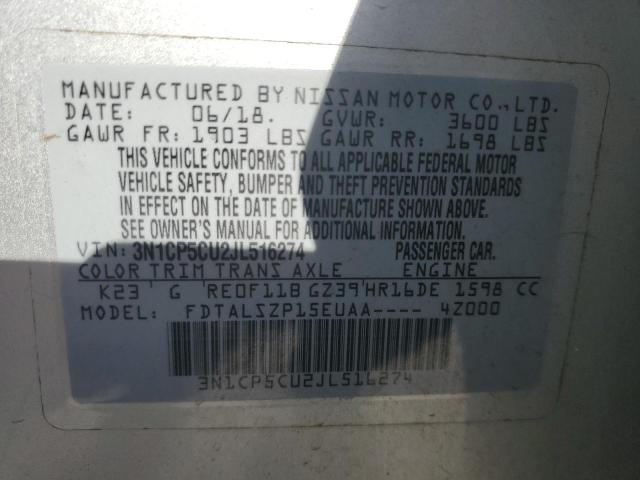 MANUFACTURED BY NISSAN MOTOR CO., LTD.
DATE: 06/18. GVWR: 3600 LBS
GAWR FR: 1903 LBS GAWR RR: 1698 LBS
THIS VEHICLE CONFORMS TO ALL APPLICABLE FEDERAL MOTOR
VEHICLE SAFETY, BUMPER AND THEFT PREVENTION STANDARDS
IN EFFECT ON THE DATE OF MANUFACTURE SHOWN ABOVE.
SEE OWNER'S MANUAL FOR ADDITIONAL INFORMATION.
VIN: 3N1CP5CU2JL516274 PASSENGER CAR.
COLOR TRIM TRANS AXLE ENGINE
K23 G RE0F11B GZ39 HR16DE 1598 CC
MODEL: FDTALSZP15EUAA---- 4Z000
3N1CP5CU2JL516274